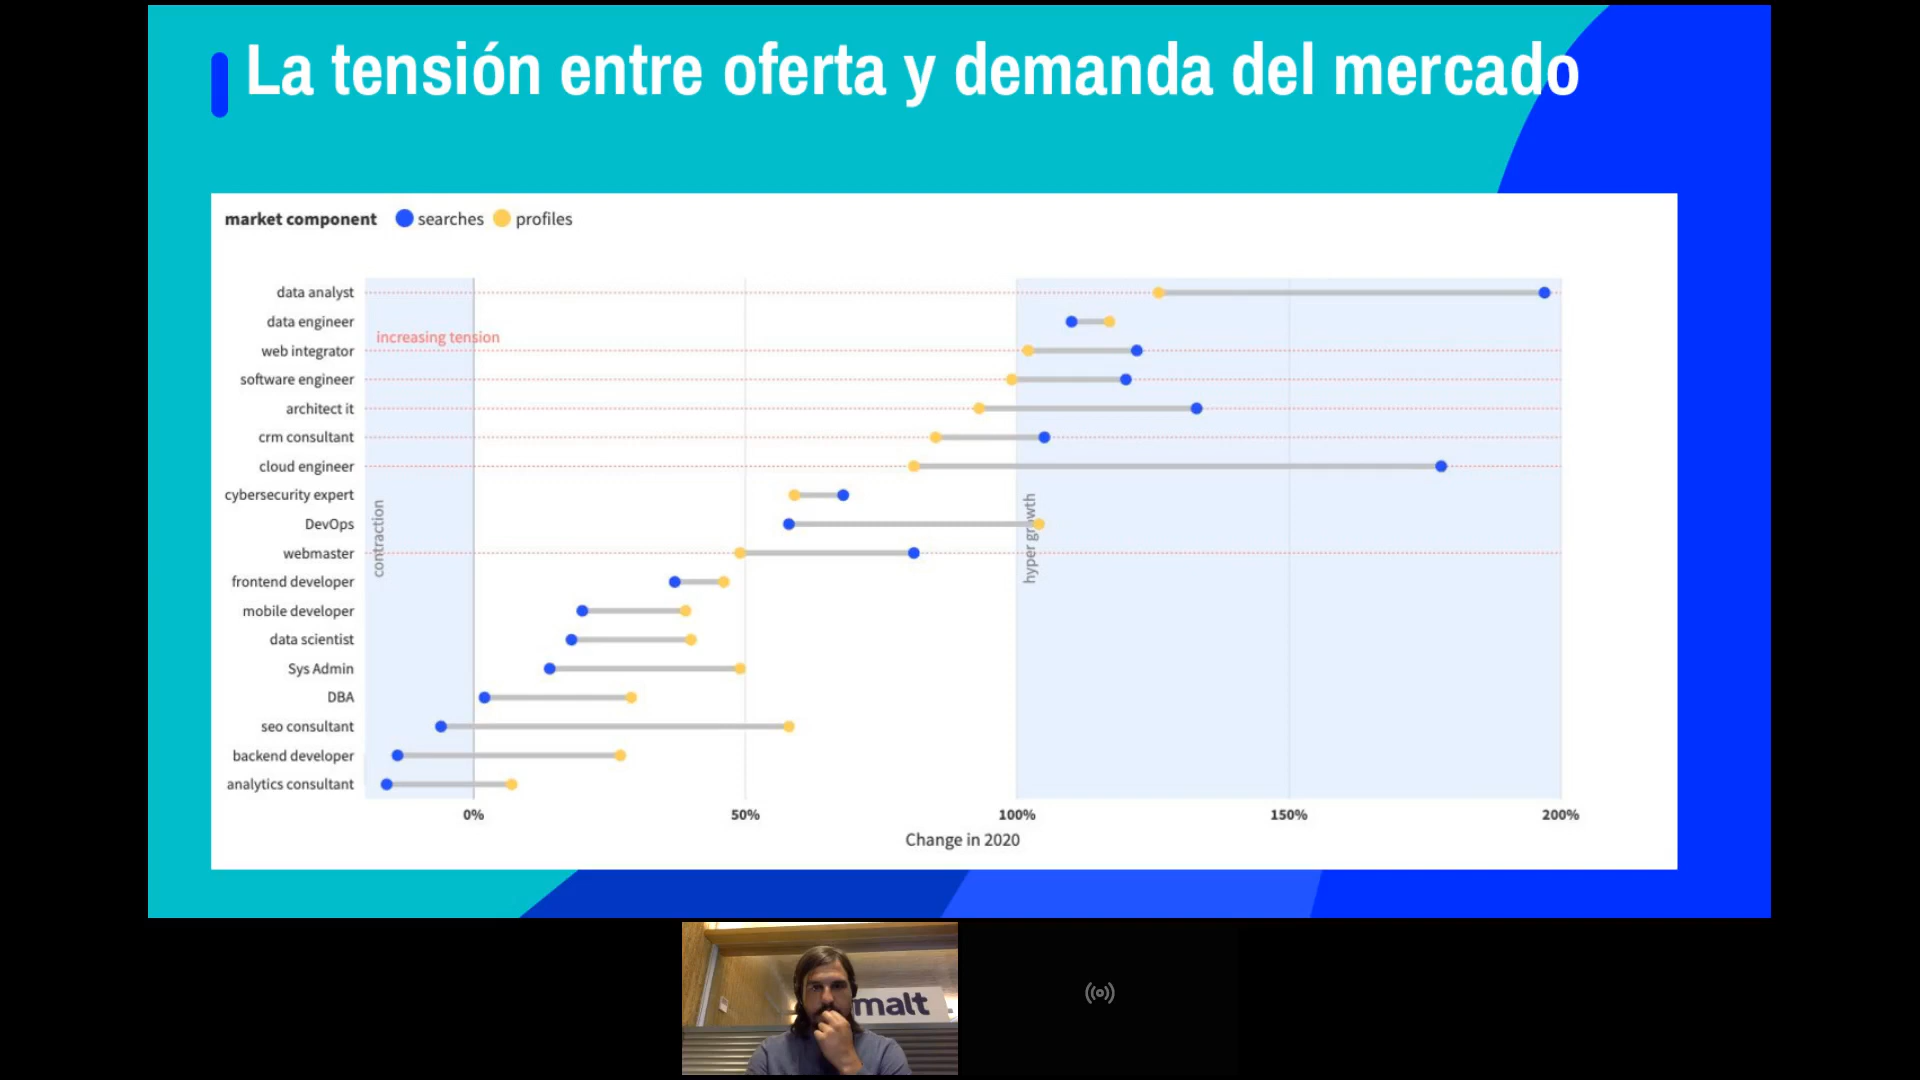 La tensión entre oferta y demanda del mercado
market component searches profiles
data analyst
data engineer
increasing tension
web integrator
software engineer
architect it
crm consultant
cloud engineer
cybersecurity expert
DevOps
webmaster
contraction
hyper growth
frontend developer
mobile developer
data scientist
Sys Admin
DBA
seo consultant
backend developer
analytics consultant
0% 50% 100% 150% 200%
Change in 2020
malt